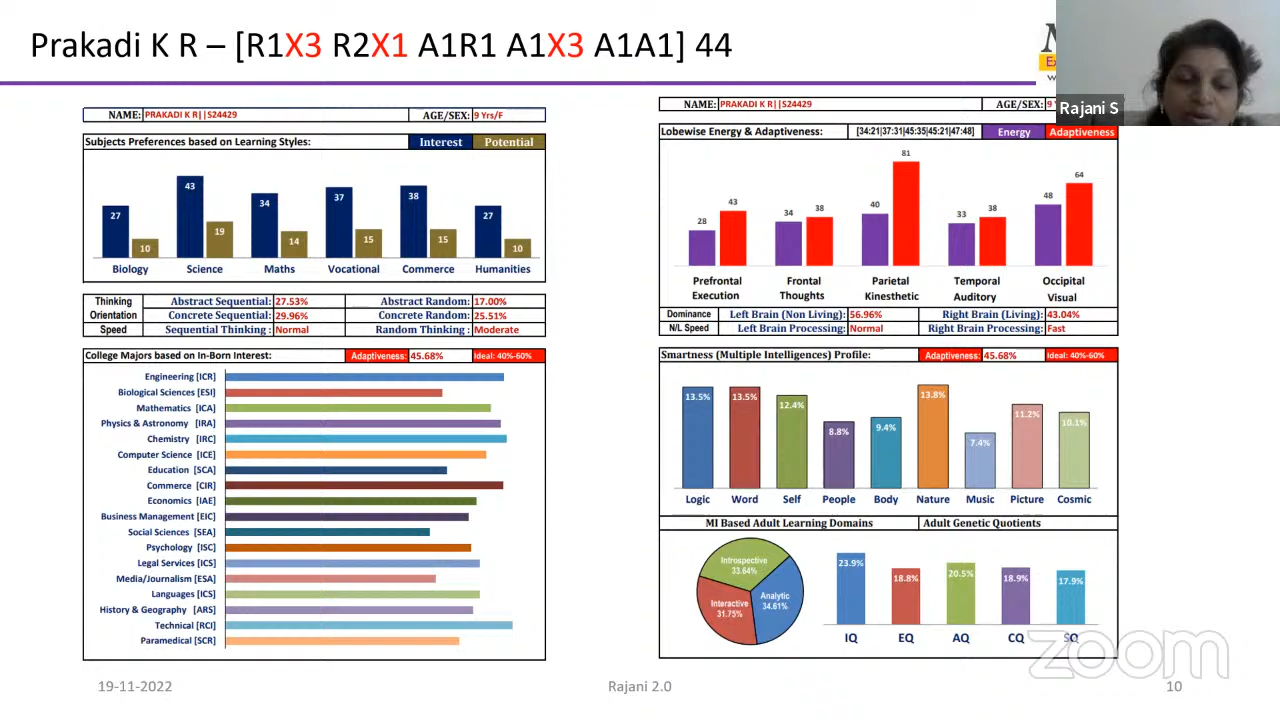 Prakadi K R – [R1X3 R2X1 A1R1 A1X3 A1A1] 44
Rajani S
NAME: PRAKADI K R||S24429 AGE/SEX: 9 Yrs/F
Subjects Preferences based on Learning Styles: Interest Potential
27 10 43 19 34 14 37 15 38 15 27 10
Biology Science Maths Vocational Commerce Humanities
Thinking Orientation
Abstract Sequential: 27.53% Abstract Random: 17.00%
Concrete Sequential: 29.96% Concrete Random: 25.51%
Speed Sequential Thinking: Normal Random Thinking: Moderate
College Majors based on In-Born Interest: Adaptiveness: 45.68% Ideal: 40%-60%
Engineering [ICR]
Biological Sciences [ESI]
Mathematics [ICA]
Physics & Astronomy [IRA]
Chemistry [IRC]
Computer Science [ICE]
Education [SCA]
Commerce [CIR]
Economics [IAE]
Business Management [EIC]
Social Sciences [SEA]
Psychology [ISC]
Legal Services [ICS]
Media/Journalism [ESA]
Languages [ICS]
History & Geography [ARS]
Technical [RCI]
Paramedical [SCR]
NAME: PRAKADI K R||S24429 AGE/SEX: 9
Lobewise Energy & Adaptiveness: [34:21|37:31|45:35|45:21|47:48] Energy Adaptiveness
28 43 34 38 40 81 33 38 48 64
Prefrontal Frontal Parietal Temporal Occipital
Execution Thoughts Kinesthetic Auditory Visual
Dominance Left Brain (Non Living): 56.96% Right Brain (Living): 43.04%
N/L Speed Left Brain Processing: Normal Right Brain Processing: Fast
Smartness (Multiple Intelligences) Profile: Adaptiveness: 45.68% Ideal: 40%-60%
13.5% 13.5% 12.4% 8.8% 9.4% 13.8% 7.4% 11.2% 10.1%
Logic Word Self People Body Nature Music Picture Cosmic
MI Based Adult Learning Domains Adult Genetic Quotients
Introspective
33.64%
Analytic
34.61%
Interactive
31.75%
23.9% 18.8% 20.5% 18.9% 17.9%
IQ EQ AQ CQ SQ
zoom
19-11-2022 Rajani 2.0 10